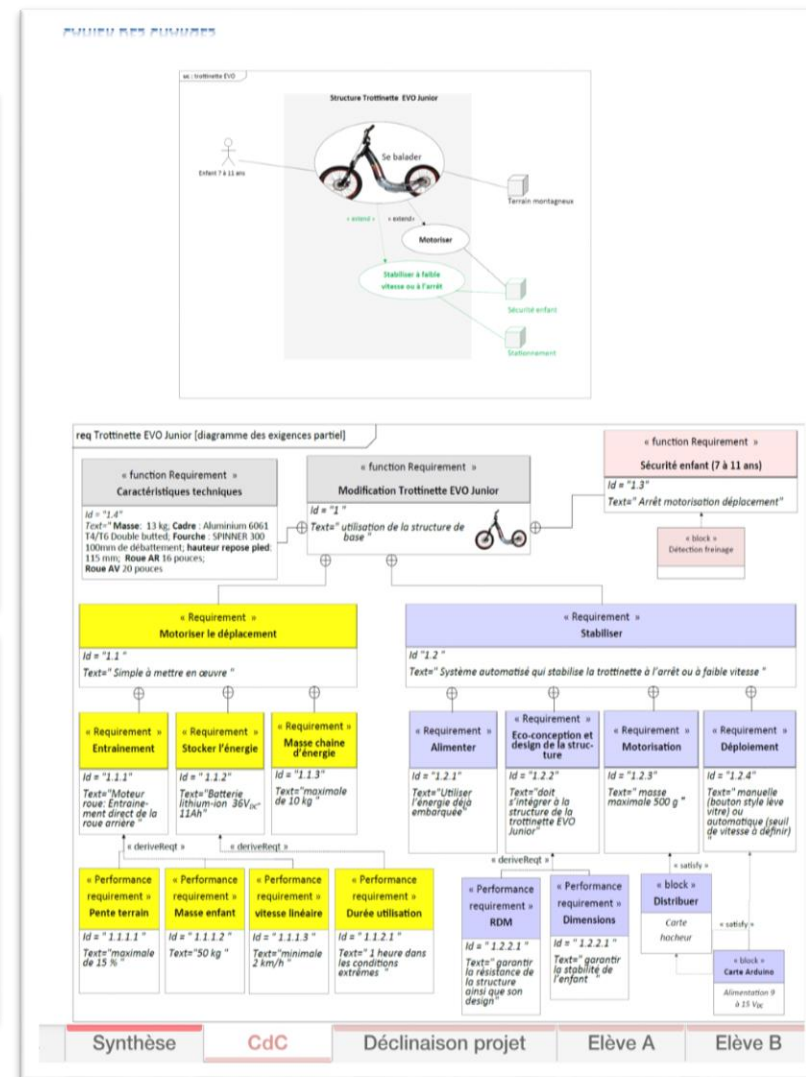 uc : trottinette EVO
Structure Trottinette EVO Junior
Se balader
Enfant 7 à 11 ans
Terrain montagneux
« extend »
« extend»
Motoriser
Stabiliser à faible
vitesse ou à l'arrêt
Sécurité enfant
Stationnement
req Trottinette EVO Junior [diagramme des exigences partiel]
« function Requirement »
Caractéristiques techniques
Id = "1.4"
Text=" Masse: 13 kg; Cadre : Aluminium 6061
T4/T6 Double butted; Fourche : SPINNER 300
100mm de débattement; hauteur repose pied:
115 mm; Roue AR 16 pouces;
Roue AV 20 pouces
« function Requirement »
Modification Trottinette EVO Junior
Id = "1 "
Text=" utilisation de la structure de
base "
« function Requirement »
Sécurité enfant (7 à 11 ans)
Id = "1.3"
Text=" Arrêt motorisation déplacement"
« block »
Détection freinage
« Requirement »
Motoriser le déplacement
Id = "1.1 "
Text=" Simple à mettre en œuvre "
« Requirement »
Stabiliser
Id "1.2 "
Text=" Système automatisé qui stabilise la trottinette à l'arrêt ou à faible vitesse "
« Requirement »
Entrainement
Id = "1.1.1"
Text="Moteur
roue: Entraine-
ment direct de la
roue arrière "
« Requirement »
Stocker l'énergie
Id = "1.1.2"
Text="Batterie
lithium-ion 36VDC-
11Ah"
« Requirement »
Masse chaine
d'énergie
Id = "1.1.3"
Text="maximale
de 10 kg "
« Requirement »
Alimenter
Id = "1.2.1"
Text="Utiliser
l'énergie déjà
embarquée"
« Requirement »
Eco-conception et
design de la struc-
ture
Id = "1.2.2"
Text="doit
s'intégrer à la
structure de la
trottinette EVO
Junior"
« Requirement »
Motorisation
Id = "1.2.3"
Text=" masse
maximale 500 g "
« Requirement »
Déploiement
Id = "1.2.4"
Text=" manuelle
(bouton style lève
vitre) ou
automatique (seuil
de vitesse à définir)
"
« deriveReqt »
« deriveReqt »
« deriveReqt »
« satisfy »
« satisfy »
« Performance
requirement »
Pente terrain
Id = " 1.1.1.1 "
Text="maximale
de 15 % "
« Performance
requirement »
Masse enfant
Id = " 1.1.1.2 "
Text="50 kg "
« Performance
requirement »
vitesse linéaire
Id = " 1.1.1.3 "
Text="minimale
2 km/h "
« Performance
requirement »
Durée utilisation
Id = " 1.1.2.1 "
Text=" 1 heure dans
les conditions
extrêmes "
« Performance
requirement »
RDM
Id = " 1.2.2.1 "
Text=" garantir
la résistance de
la structure
ainsi que son
design"
« Performance
requirement »
Dimensions
Id = " 1.2.2.1 "
Text=" garantir
la stabilité de
l'enfant "
« block »
Distribuer
Carte
hacheur
« block »
Carte Arduino
Alimentation 9
à 15 VDC
Synthèse
CdC
Déclinaison projet
Elève A
Elève B